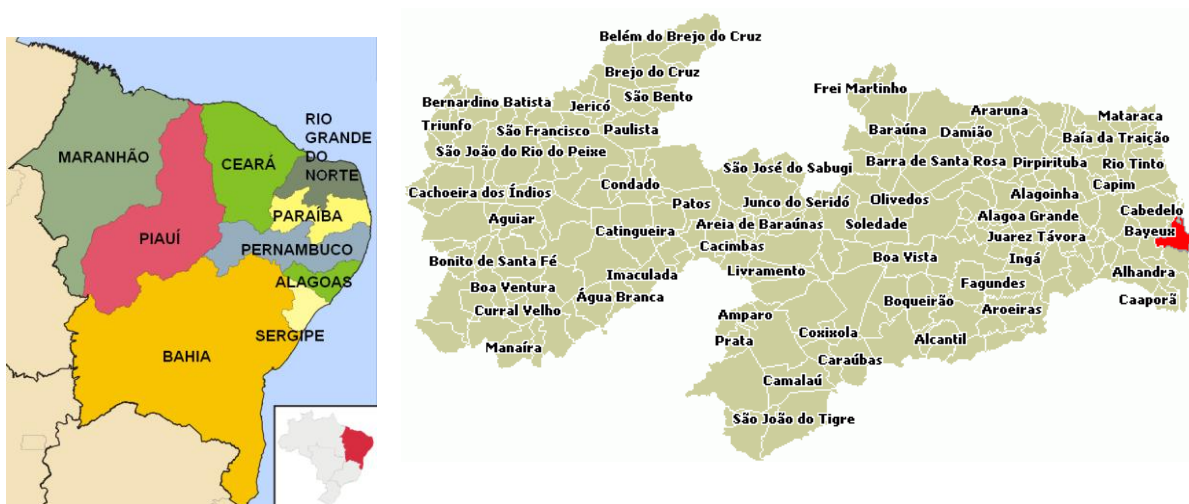 RIO
GRANDE
DO
NORTE
MARANHÃO
CEARÁ
PARAÍBA
PIAUÍ
PERNAMBUCO
ALAGOAS
SERGIPE
BAHIA
Belém do Brejo do Cruz
Brejo do Cruz
Frei Martinho
São Bento
Bernardino Batista
Jericó
Araruna
Mataraca
Triunfo
São Francisco
Paulista
Baraúna
Damião
Baía da Traição
São João do Rio do Peixe
São José do Sabugi
Barra de Santa Rosa
Pirpirituba
Rio Tinto
Cachoeira dos Índios
Condado
Patos
Junco do Seridó
Olivedos
Alagoinha
Capim
Aguiar
Catingueira
Areia de Baraúnas
Soledade
Alagoa Grande
Cabedelo
Cacimbas
Juarez Távora
Bayeux
Bonito de Santa Fé
Imaculada
Livramento
Boa Vista
Ingá
Alhandra
Boa Ventura
Água Branca
Fagundes
Curral Velho
Boqueirão
Aroeiras
Caaporã
Amparo
Manaíra
Prata
Coxixola
Alcantil
Caraúbas
Camalaú
São João do Tigre